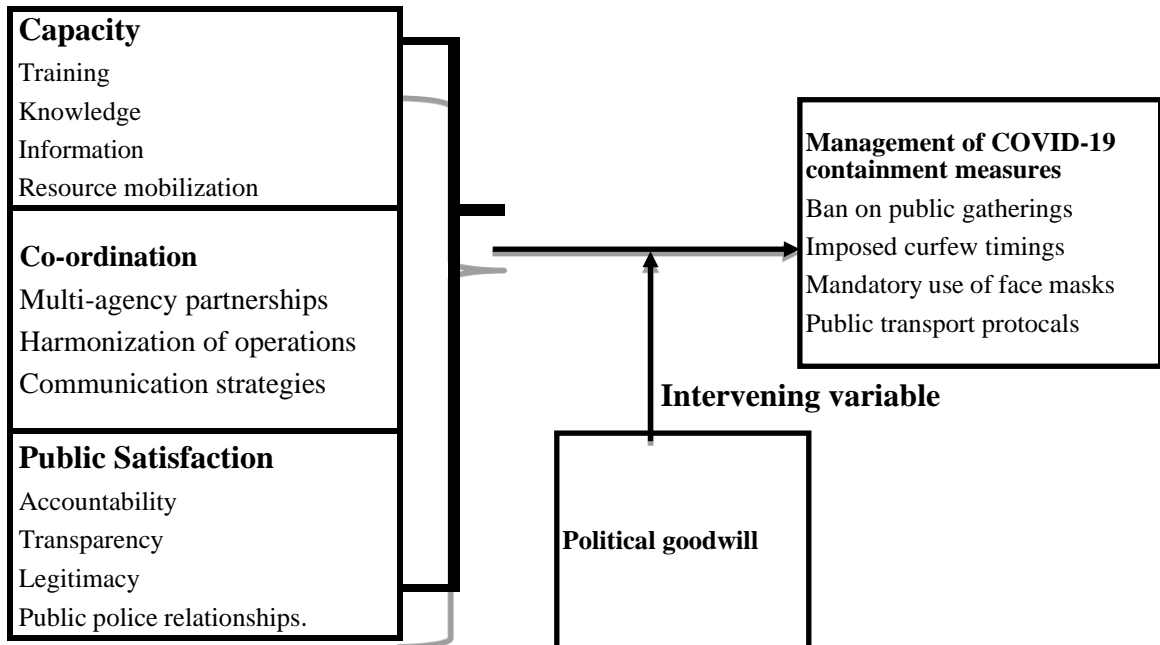 Capacity
Training
Knowledge
Information
Resource mobilization
Co-ordination
Multi-agency partnerships
Harmonization of operations
Communication strategies
Public Satisfaction
Accountability
Transparency
Legitimacy
Public police relationships.
Management of COVID-19
containment measures
Ban on public gatherings
Imposed curfew timings
Mandatory use of face masks
Public transport protocals
Intervening variable
Political goodwill